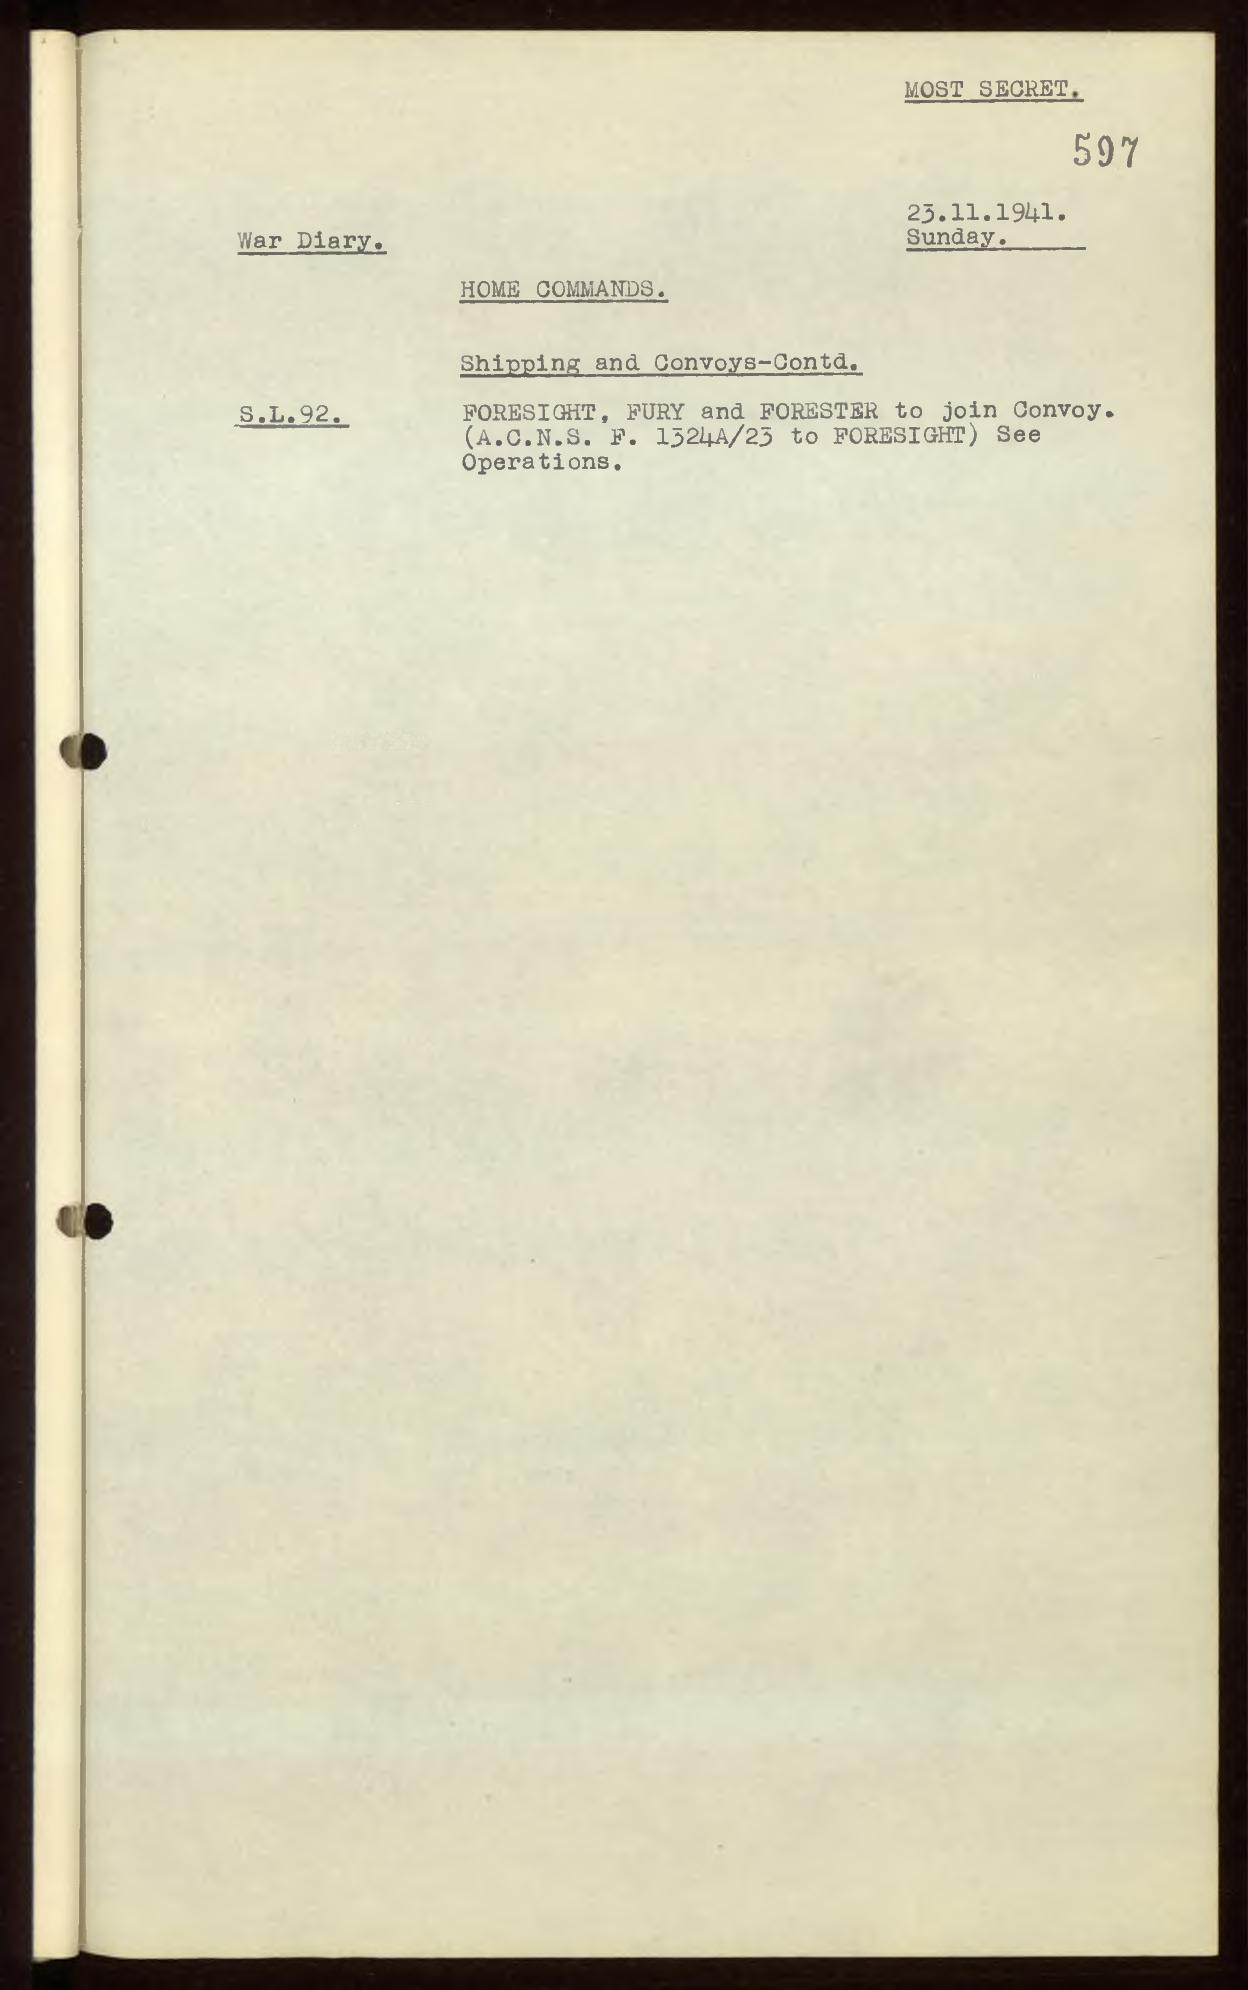 MOST SECRET.
597
23.11.1941.
War Diary.
Sunday.
HOME COMMANDS.
Shipping and Convoys-Contd.
S.L.92.
FORESIGHT, FURY and FORESTER to join Convoy.
(A.C.N.S. F. 1324A/23 to FORESIGHT) See
Operations.